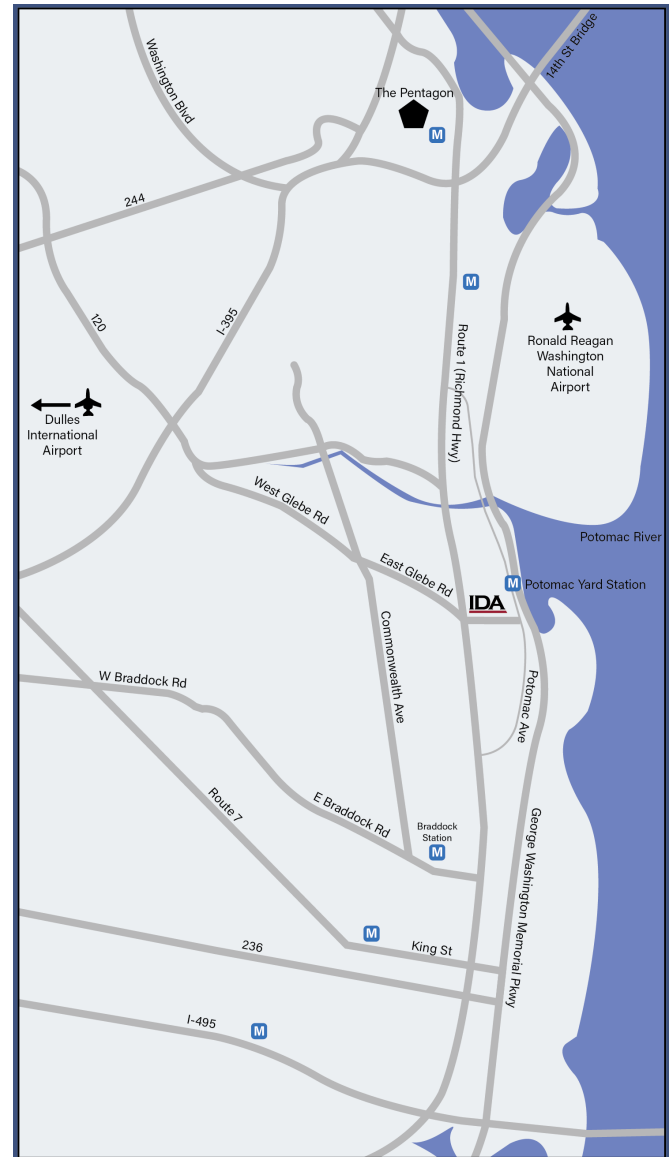 14th St Bridge
Washington Blvd
The Pentagon
M
244
M
120
I-395
Route 1 (Richmond Hwy)
Ronald Reagan
Washington
National
Airport
Dulles
International
Airport
West Glebe Rd
Potomac River
East Glebe Rd
M
Potomac Yard Station
IDA
Commonwealth Ave
W Braddock Rd
Potomac Ave
Route 7
E Braddock Rd
Braddock
Station
M
George Washington Memorial Pkwy
M
King St
236
I-495
M